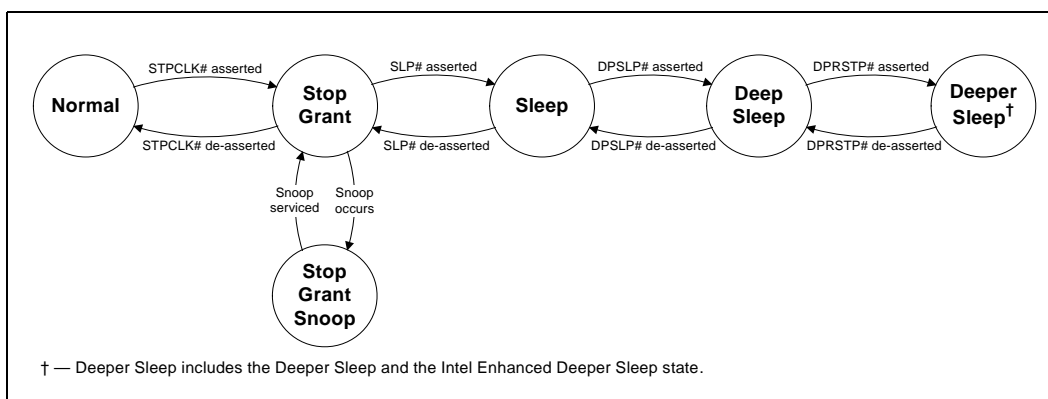 STPCLK# asserted
SLP# asserted
DPSLP# asserted
DPRSTP# asserted
Normal
Stop
Grant
Sleep
Deep
Sleep
Deeper
Sleep†
STPCLK# de-asserted
SLP# de-asserted
DPSLP# de-asserted
DPRSTP# de-asserted
Snoop
serviced
Snoop
occurs
Stop
Grant
Snoop
† — Deeper Sleep includes the Deeper Sleep and the Intel Enhanced Deeper Sleep state.